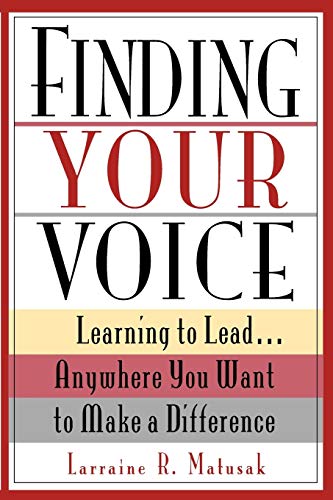 FINDING
YOUR
VOICE
Learning to Lead...
Anywhere You Want
to Make a Difference
Larraine R. Matusak